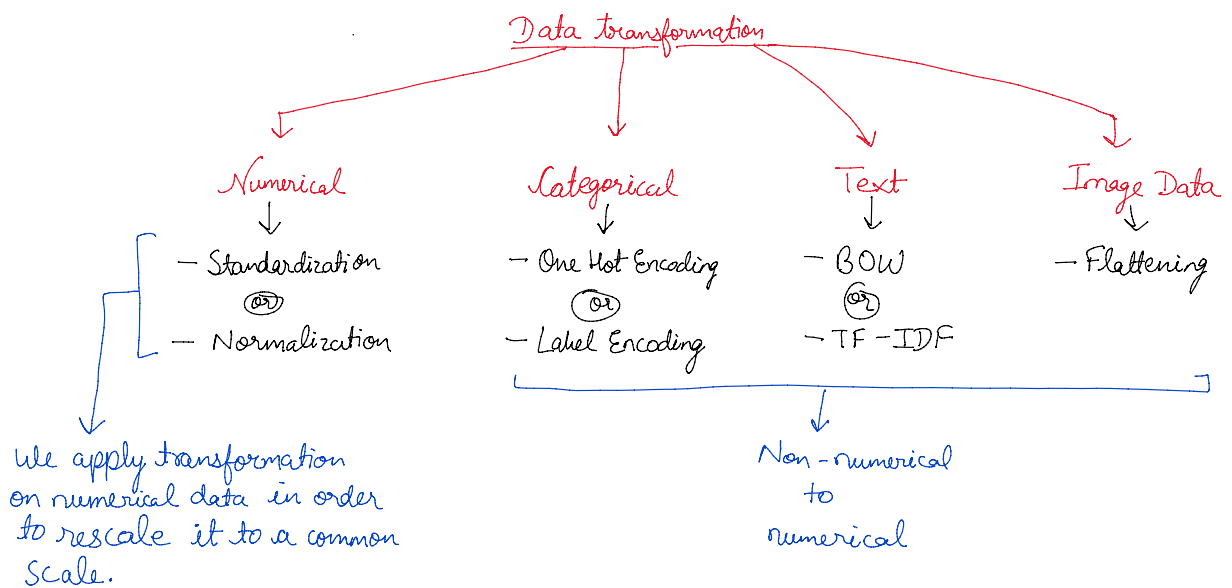 Data transformation
Numerical
Categorical
Text
Image Data
- Standardization
- One Hot Encoding
- BOW
- Flattening
or
or
or
- Normalization
- Label Encoding
- TF-IDF
We apply transformation
on numerical data in order
to rescale it to a common
scale.
Non-numerical
to
numerical